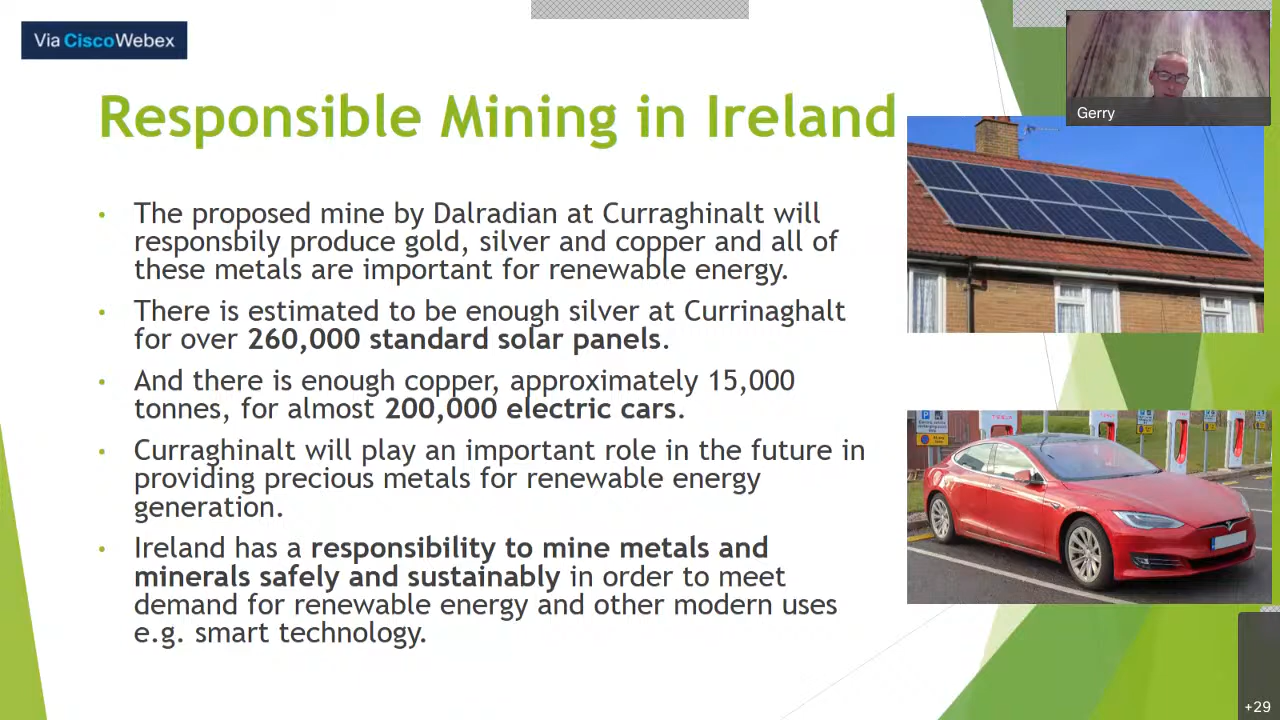 Via CiscoWebex
Gerry
Responsible Mining in Ireland
• The proposed mine by Dalradian at Curraghinalt will
responsbily produce gold, silver and copper and all of
these metals are important for renewable energy.
• There is estimated to be enough silver at Currinaghalt
for over 260,000 standard solar panels.
• And there is enough copper, approximately 15,000
tonnes, for almost 200,000 electric cars.
• Curraghinalt will play an important role in the future in
providing precious metals for renewable energy
generation.
• Ireland has a responsibility to mine metals and
minerals safely and sustainably in order to meet
demand for renewable energy and other modern uses
e.g. smart technology.
+29